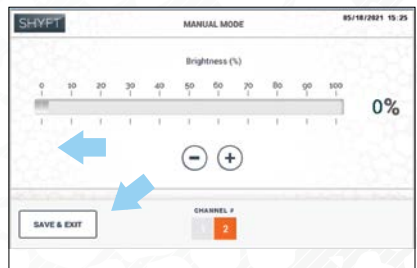 SHYFT
MANUAL MODE
05/18/2021 15:25
Brightness (%)
0 10 20 30 40 50 60 70 80 90 100
0%
− +
SAVE & EXIT
CHANNEL #
1 2